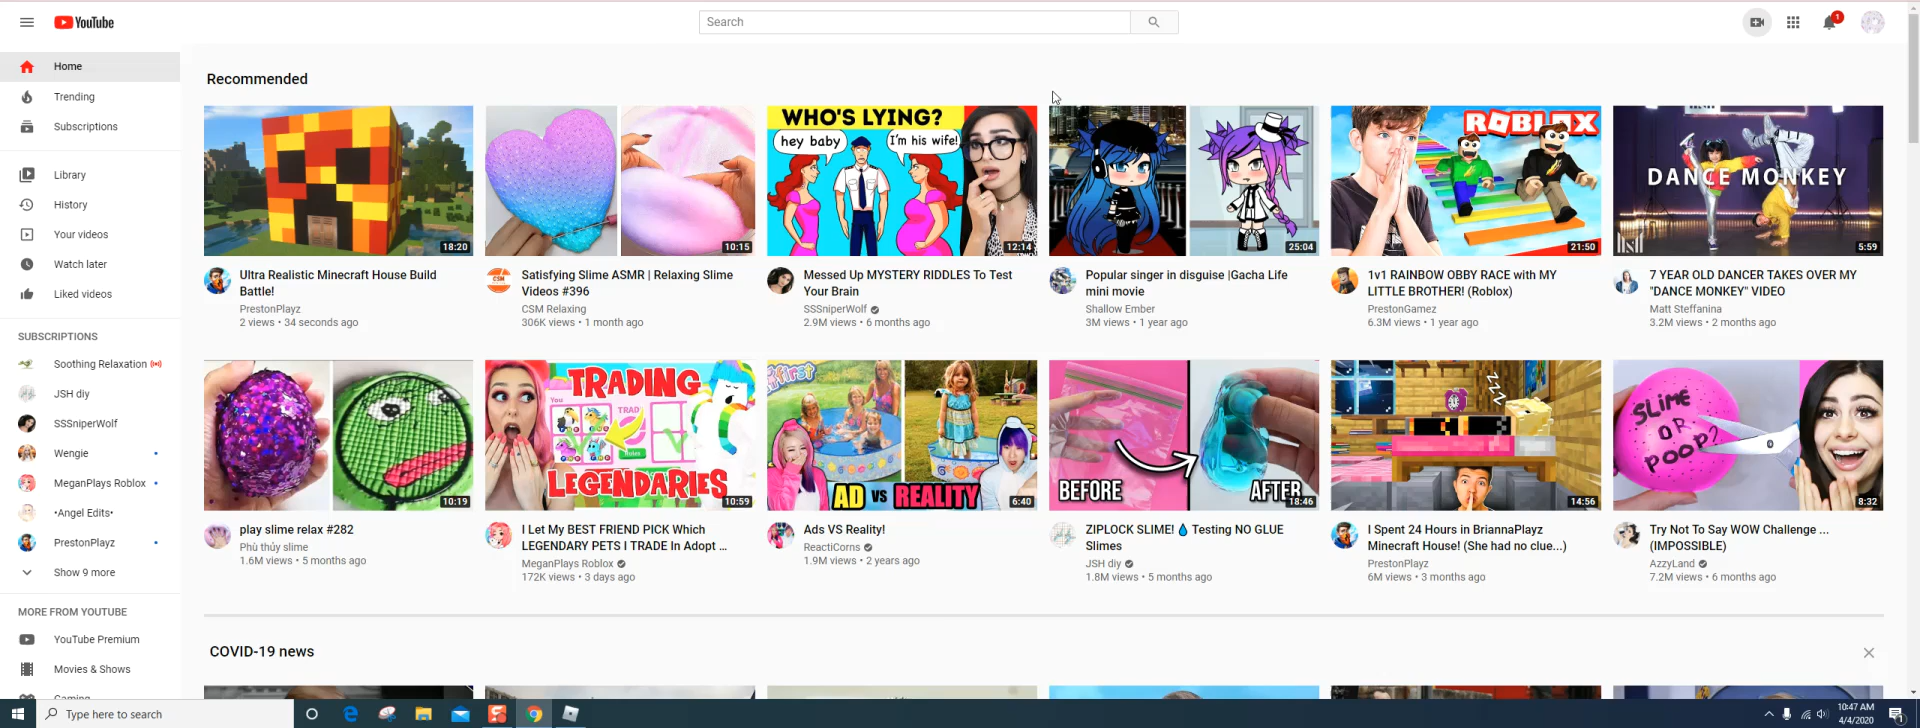 YouTube
Search
1
Home
Trending
Subscriptions
Library
History
Your videos
Watch later
Liked videos
SUBSCRIPTIONS
Soothing Relaxation
JSH diy
SSSniperWolf
Wengie
MeganPlays Roblox
•Angel Edits•
PrestonPlayz
Show 9 more
MORE FROM YOUTUBE
YouTube Premium
Movies & Shows
Gaming
Recommended
18:20
Ultra Realistic Minecraft House Build
Battle!
PrestonPlayz
2 views • 34 seconds ago
10:15
CSM
Satisfying Slime ASMR | Relaxing Slime
Videos #396
CSM Relaxing
306K views • 1 month ago
WHO'S LYING?
hey baby
I'm his wife!
12:14
Messed Up MYSTERY RIDDLES To Test
Your Brain
SSSniperWolf
2.9M views • 6 months ago
25:04
Popular singer in disguise |Gacha Life
mini movie
Shallow Ember
3M views • 1 year ago
ROBLOX
21:50
1v1 RAINBOW OBBY RACE with MY
LITTLE BROTHER! (Roblox)
PrestonGamez
6.3M views • 1 year ago
DANCE MONKEY
5:59
7 YEAR OLD DANCER TAKES OVER MY
"DANCE MONKEY" VIDEO
Matt Steffanina
3.2M views • 2 months ago
10:19
play slime relax #282
Phù thủy slime
1.6M views • 5 months ago
TRADING
You
TRAD
LEGENDARIES
10:59
I Let My BEST FRIEND PICK Which
LEGENDARY PETS I TRADE In Adopt ...
MeganPlays Roblox
172K views • 3 days ago
My first
AD vs REALITY
6:40
Ads VS Reality!
ReactiCorns
1.9M views • 2 years ago
BEFORE
AFTER
18:46
ZIPLOCK SLIME! 💧 Testing NO GLUE
Slimes
JSH diy
1.8M views • 5 months ago
ZZZ
14:56
I Spent 24 Hours in BriannaPlayz
Minecraft House! (She had no clue...)
PrestonPlayz
6M views • 3 months ago
SLIME
OR
POOP?
8:32
Try Not To Say WOW Challenge ...
(IMPOSSIBLE)
AzzyLand
7.2M views • 6 months ago
COVID-19 news
Type here to search
10:47 AM
4/4/2020
1